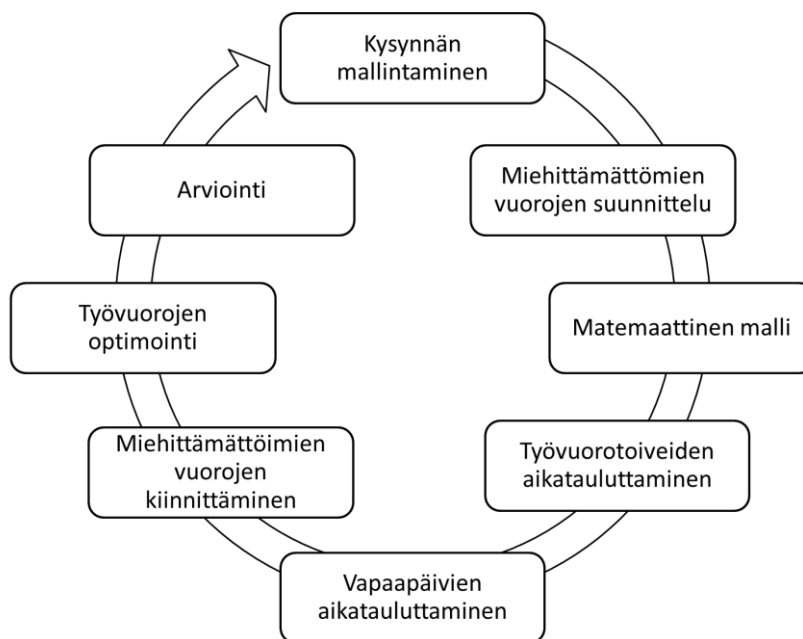 Kysynnän
mallintaminen
Miehittämättömien
vuorojen suunnittelu
Matemaattinen malli
Työvuorotoiveiden
aikatauluttaminen
Vapaapäivien
aikatauluttaminen
Miehittämättöimien
vuorojen
kiinnittäminen
Työvuorojen
optimointi
Arviointi